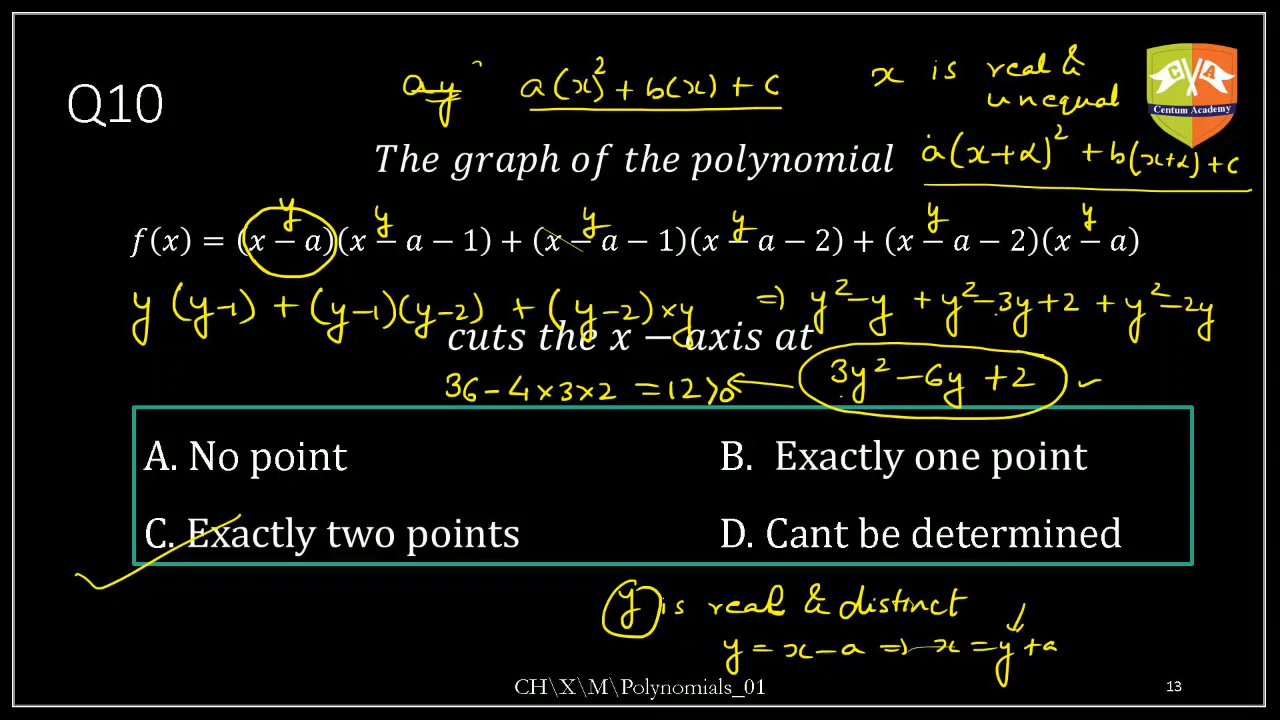 ay² a(x)² + b(x) + c x is real &
unequal
Q10
C A
Centum Academy
The graph of the polynomial a(x+α)² + b(x+α) + c
y y y y y y
f(x) = (x − a)(x − a − 1) + (x − a − 1)(x − a − 2) + (x − a − 2)(x − a)
y (y-1) + (y-1)(y-2) + (y-2) × y ⇒ y² - y + y² - 3y + 2 + y² - 2y
cuts the x − axis at
36 - 4 × 3 × 2 = 12 > 0 ← 3y² - 6y + 2 ✓
A. No point B. Exactly one point
C. Exactly two points D. Cant be determined
y is real & distinct
y = x - a ⇒ x = y + a
CH\X\M\Polynomials_01 13